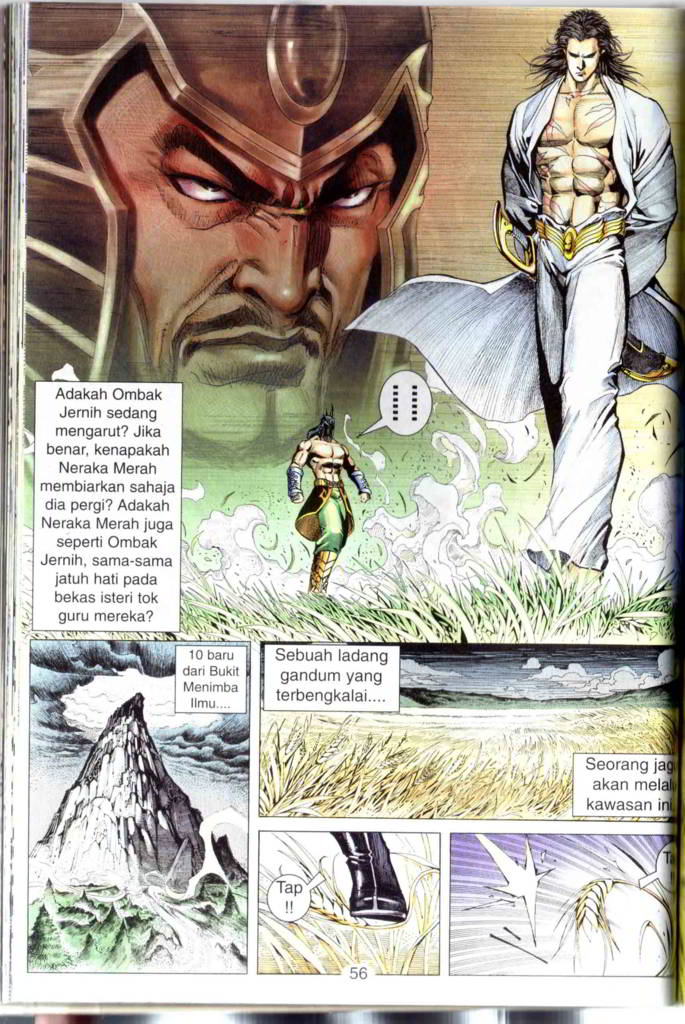 Adakah Ombak
Jernih sedang
mengarut? Jika
benar, kenapakah
Neraka Merah
membiarkan sahaja
dia pergi? Adakah
Neraka Merah juga
seperti Ombak
Jernih, sama-sama
jatuh hati pada
bekas isteri tok
guru mereka?
!!!
10 baru
dari Bukit
Menimba
Ilmu....
Sebuah ladang
gandum yang
terbengkalai....
Seorang
akan
kawasan
Tap
!!
56